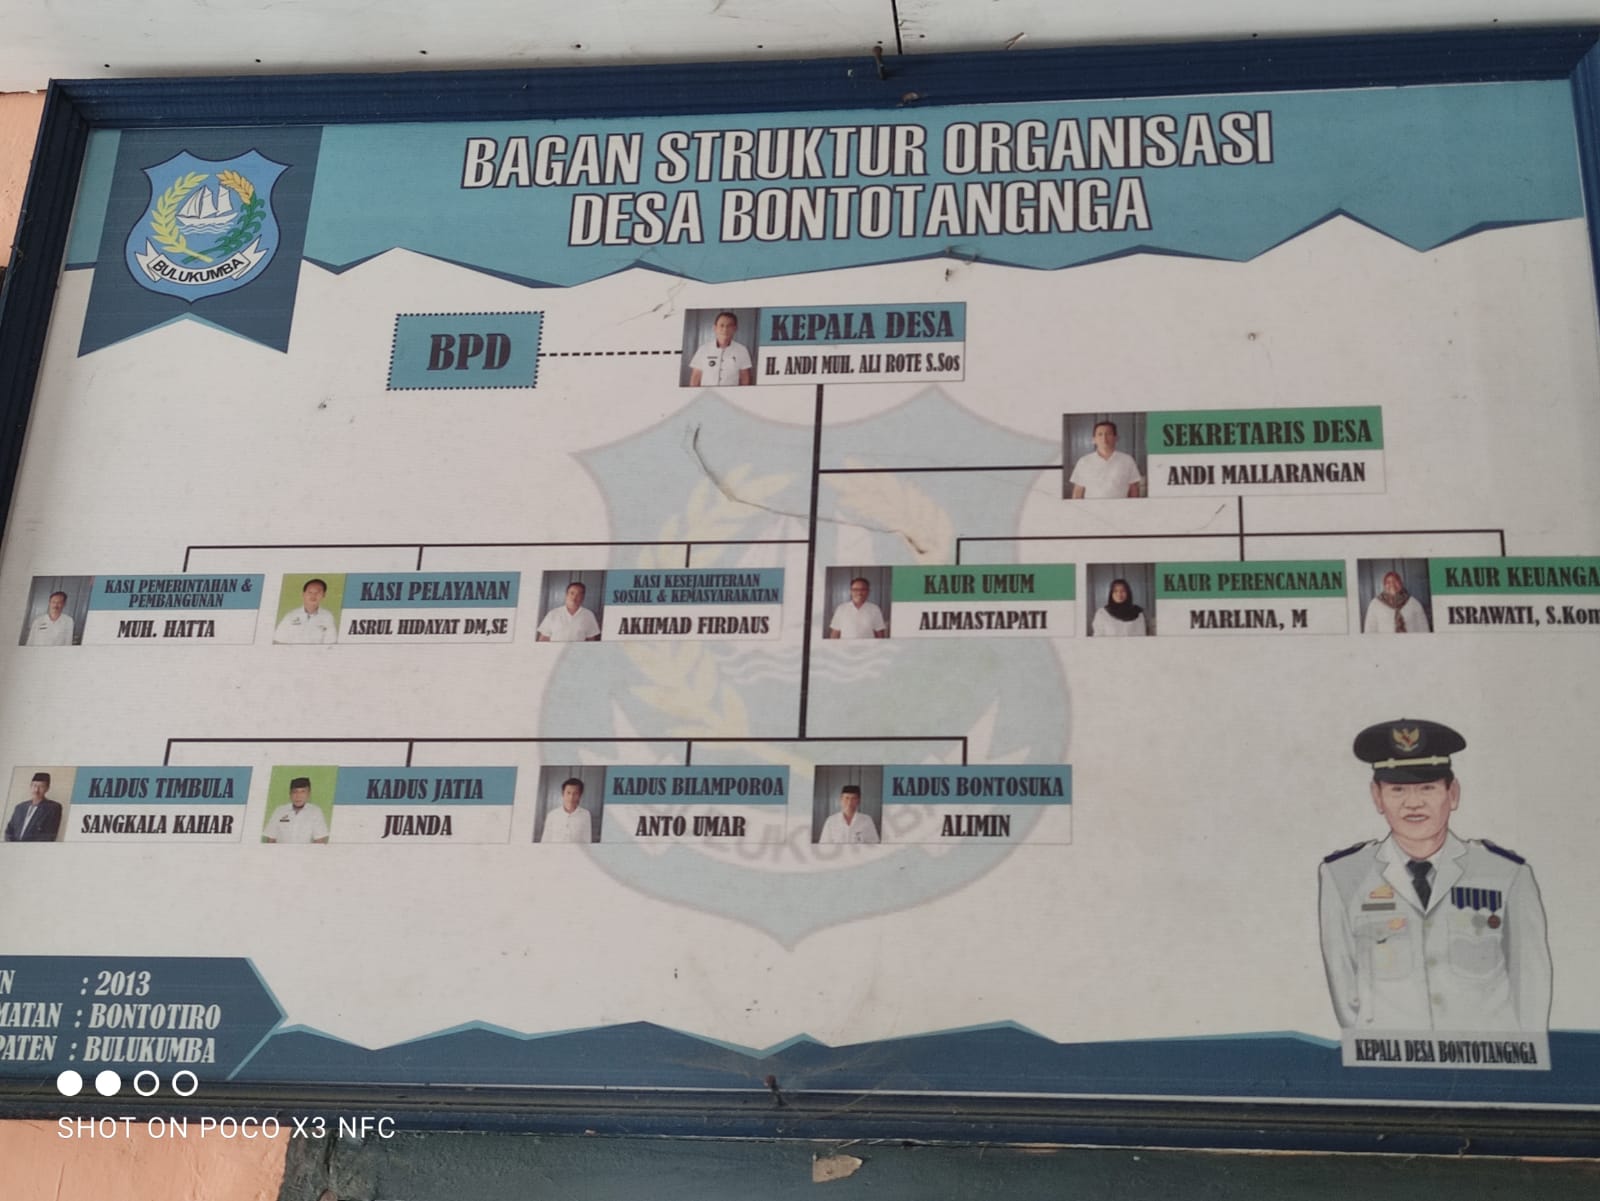 BAGAN STRUKTUR ORGANISASI
DESA BONTOTANGNGA
BULUKUMBA
BPD
KEPALA DESA
H. ANDI MUH. ALI ROTE S.Sos
SEKRETARIS DESA
ANDI MALLARANGAN
KASI PEMERINTAHAN &
PEMBANGUNAN
MUH. HATTA
KASI PELAYANAN
ASRUL HIDAYAT DM,SE
KASI KESEJAHTERAAN
SOSIAL & KEMASYARAKATAN
AKHMAD FIRDAUS
KAUR UMUM
ALIMASTAPATI
KAUR PERENCANAAN
MARLINA, M
KAUR KEUANGA
ISRAWATI, S.Kom
KADUS TIMBULA
SANGKALA KAHAR
KADUS JATIA
JUANDA
KADUS BILAMPOROA
ANTO UMAR
KADUS BONTOSUKA
ALIMIN
N : 2013
MATAN : BONTOTIRO
PATEN : BULUKUMBA
KEPALA DESA BONTOTANGNGA
SHOT ON POCO X3 NFC